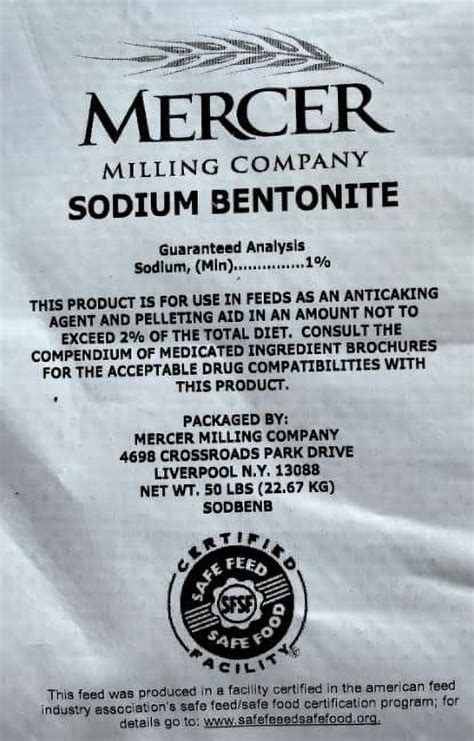 MERCER
MILLING COMPANY
SODIUM BENTONITE
Guaranteed Analysis
Sodium, (Min)...............1%
THIS PRODUCT IS FOR USE IN FEEDS AS AN ANTICAKING
AGENT AND PELLETING AID IN AN AMOUNT NOT TO
EXCEED 2% OF THE TOTAL DIET. CONSULT THE
COMPENDIUM OF MEDICATED INGREDIENT BROCHURES
FOR THE ACCEPTABLE DRUG COMPATIBILITIES WITH
THIS PRODUCT.
PACKAGED BY:
MERCER MILLING COMPANY
4698 CROSSROADS PARK DRIVE
LIVERPOOL N.Y. 13088
NET WT. 50 LBS (22.67 KG)
SODBENB
CERTIFIED
SAFE FEED
SFSF
SAFE FOOD
FACILITY
This feed was produced in a facility certified in the american feed
industry association's safe feed/safe food certification program; for
details go to: www.safefeeedsafefood.org.